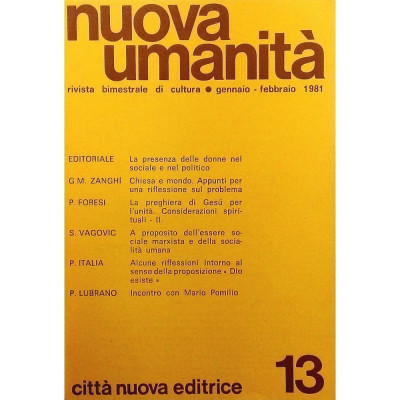 nuova
umanità
rivista bimestrale di cultura ● gennaio - febbraio 1981
EDITORIALE La presenza delle donne nel
sociale e nel politico
G.M. ZANGHÍ Chiesa e mondo. Appunti per
una riflessione sul problema
P. FORESI La preghiera di Gesú per
l'unità. Considerazioni spiri-
tuali - II.
S. VAGOVIC A proposito dell'essere so-
ciale marxista e della socia-
lità umana
P. ITALIA Alcune riflessioni intorno al
senso della proposizione « Dio
esiste »
P. LUBRANO Incontro con Mario Pomilio
città nuova editrice 13